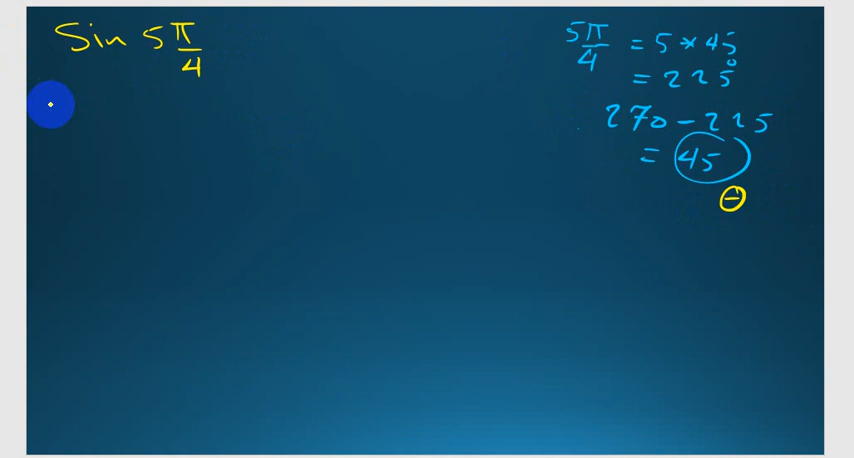 Sin 5π/4
5π/4 = 5 * 45
= 225°
270 - 225
= 45
-